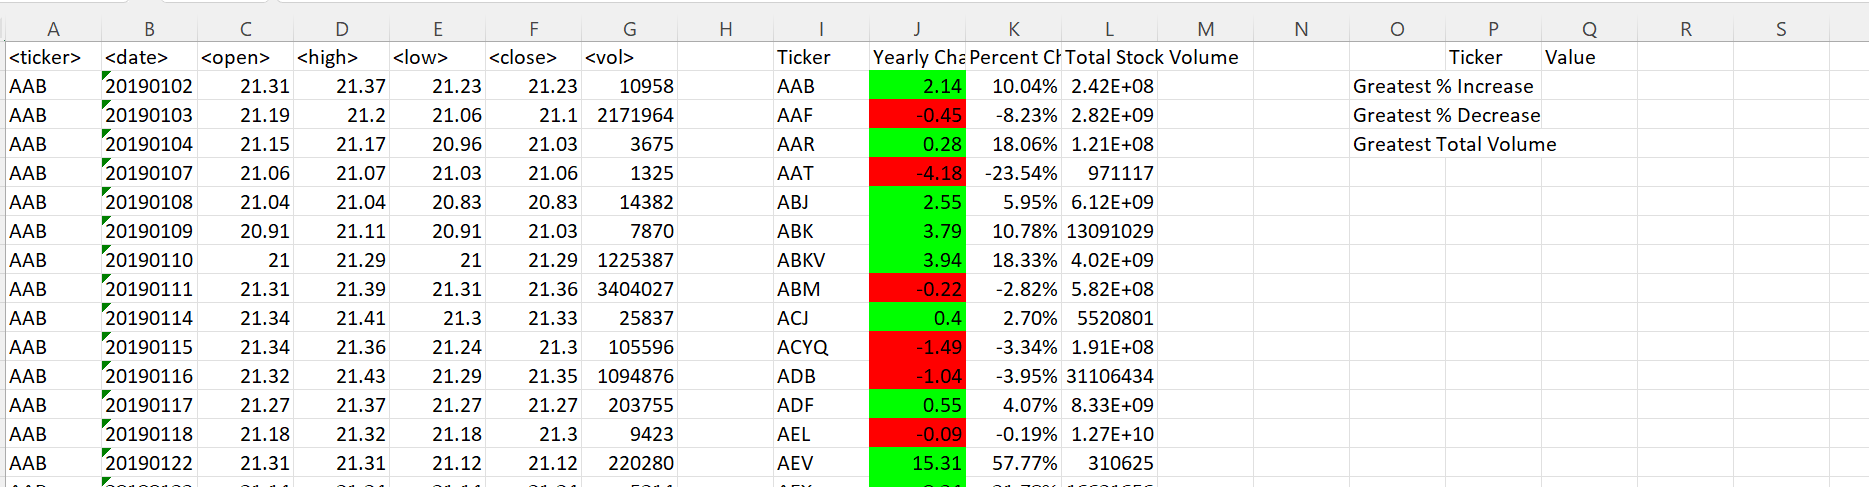 A B C D E F G H I J K L M N O P Q R S
<ticker> <date> <open> <high> <low> <close> <vol> Ticker Yearly Cha Percent Ch Total Stock Volume Ticker Value
AAB 20190102 21.31 21.37 21.23 21.23 10958 AAB 2.14 10.04% 2.42E+08 Greatest % Increase
AAB 20190103 21.19 21.2 21.06 21.1 2171964 AAF -0.45 -8.23% 2.82E+09 Greatest % Decrease
AAB 20190104 21.15 21.17 20.96 21.03 3675 AAR 0.28 18.06% 1.21E+08 Greatest Total Volume
AAB 20190107 21.06 21.07 21.03 21.06 1325 AAT -4.18 -23.54% 971117
AAB 20190108 21.04 21.04 20.83 20.83 14382 ABJ 2.55 5.95% 6.12E+09
AAB 20190109 20.91 21.11 20.91 21.03 7870 ABK 3.79 10.78% 13091029
AAB 20190110 21 21.29 21 21.29 1225387 ABKV 3.94 18.33% 4.02E+09
AAB 20190111 21.31 21.39 21.31 21.36 3404027 ABM -0.22 -2.82% 5.82E+08
AAB 20190114 21.34 21.41 21.3 21.33 25837 ACJ 0.4 2.70% 5520801
AAB 20190115 21.34 21.36 21.24 21.3 105596 ACYQ -1.49 -3.34% 1.91E+08
AAB 20190116 21.32 21.43 21.29 21.35 1094876 ADB -1.04 -3.95% 31106434
AAB 20190117 21.27 21.37 21.27 21.27 203755 ADF 0.55 4.07% 8.33E+09
AAB 20190118 21.18 21.32 21.18 21.3 9423 AEL -0.09 -0.19% 1.27E+10
AAB 20190122 21.31 21.31 21.12 21.12 220280 AEV 15.31 57.77% 310625